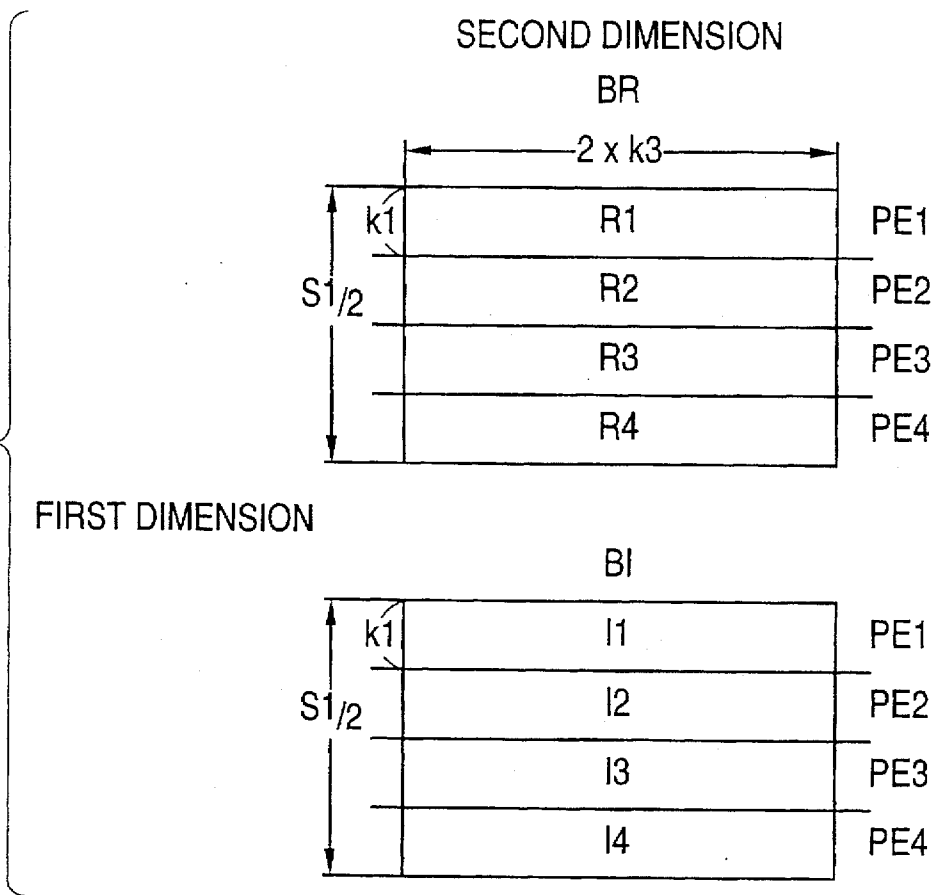 SECOND DIMENSION
BR
2 x k3
k1 R1 PE1
S1/2 R2 PE2
R3 PE3
R4 PE4
FIRST DIMENSION
BI
k1 I1 PE1
S1/2 I2 PE2
I3 PE3
I4 PE4